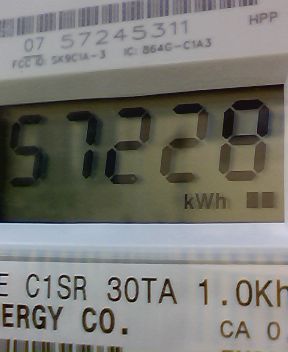 HPP
07 57245311
FCC ID: SK9C1A-3 IC: 864G-C1A3
57228
kWh
E C1SR 30TA 1.0Kh
ERGY CO.
CA 0